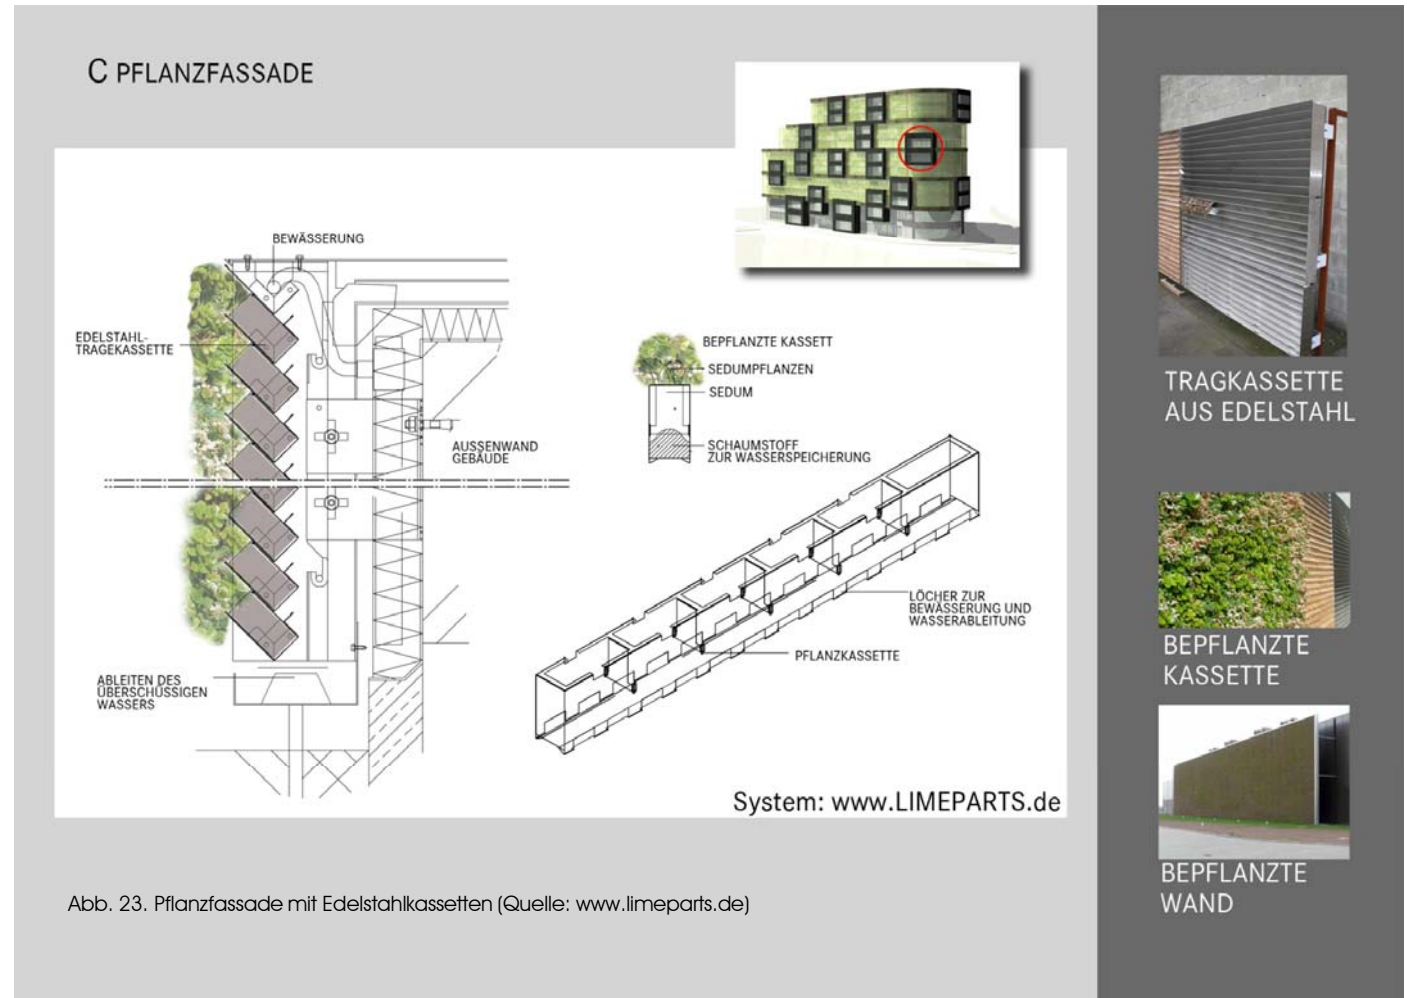 C PFLANZFASSADE
BEWÄSSERUNG
EDELSTAHL-
TRAGEKASSETTE
AUSSENWAND
GEBÄUDE
ABLEITEN DES
ÜBERSCHÜSSIGEN
WASSERS
BEPFLANZTE KASSETT
SEDUMPFLANZEN
SEDUM
SCHAUMSTOFF
ZUR WASSERSPEICHERUNG
LÖCHER ZUR
BEWÄSSERUNG UND
WASSERABLEITUNG
PFLANZKASSETTE
System: www.LIMEPARTS.de
Abb. 23. Pflanzfassade mit Edelstahlkassetten (Quelle: www.limeparts.de)
TRAGKASSETTE
AUS EDELSTAHL
BEPFLANZTE
KASSETTE
BEPFLANZTE
WAND